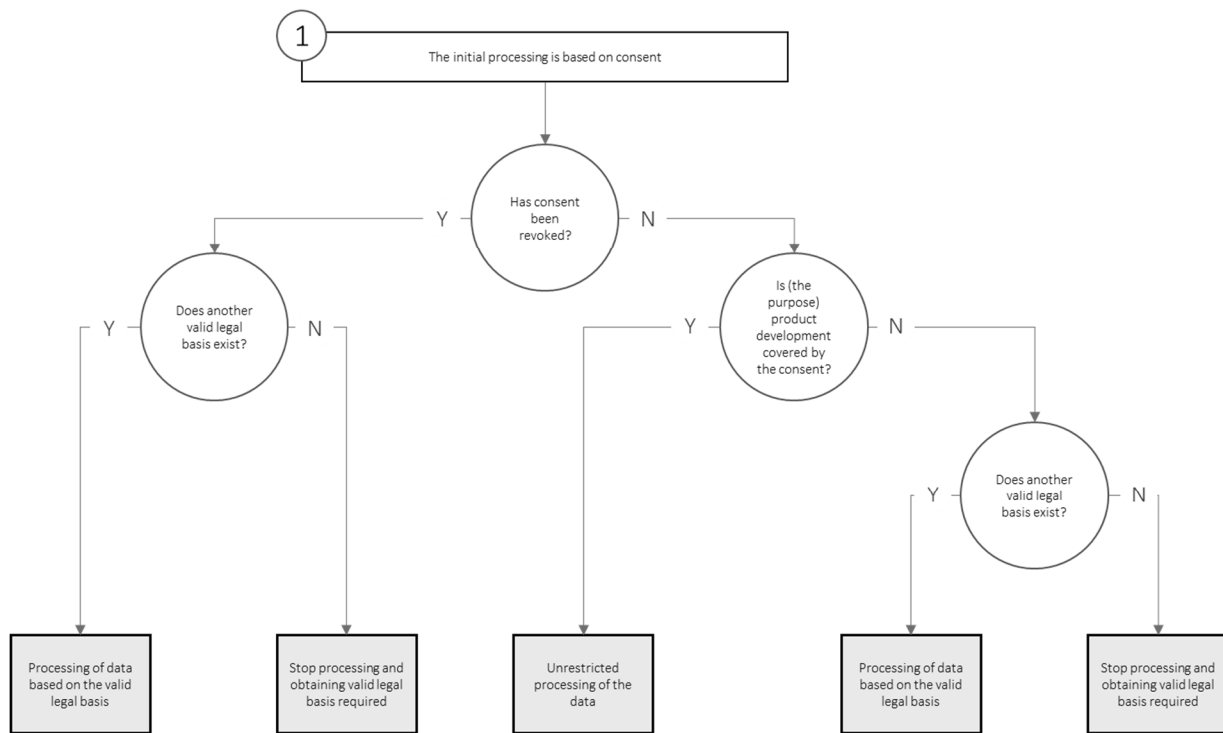 1
The initial processing is based on consent
Has consent
been
revoked?
Y
N
Does another
valid legal
basis exist?
Y
N
Is (the
purpose)
product
development
covered by
the consent?
Y
N
Does another
valid legal
basis exist?
Y
N
Processing of data
based on the valid
legal basis
Stop processing and
obtaining valid legal
basis required
Unrestricted
processing of the
data
Processing of data
based on the valid
legal basis
Stop processing and
obtaining valid legal
basis required